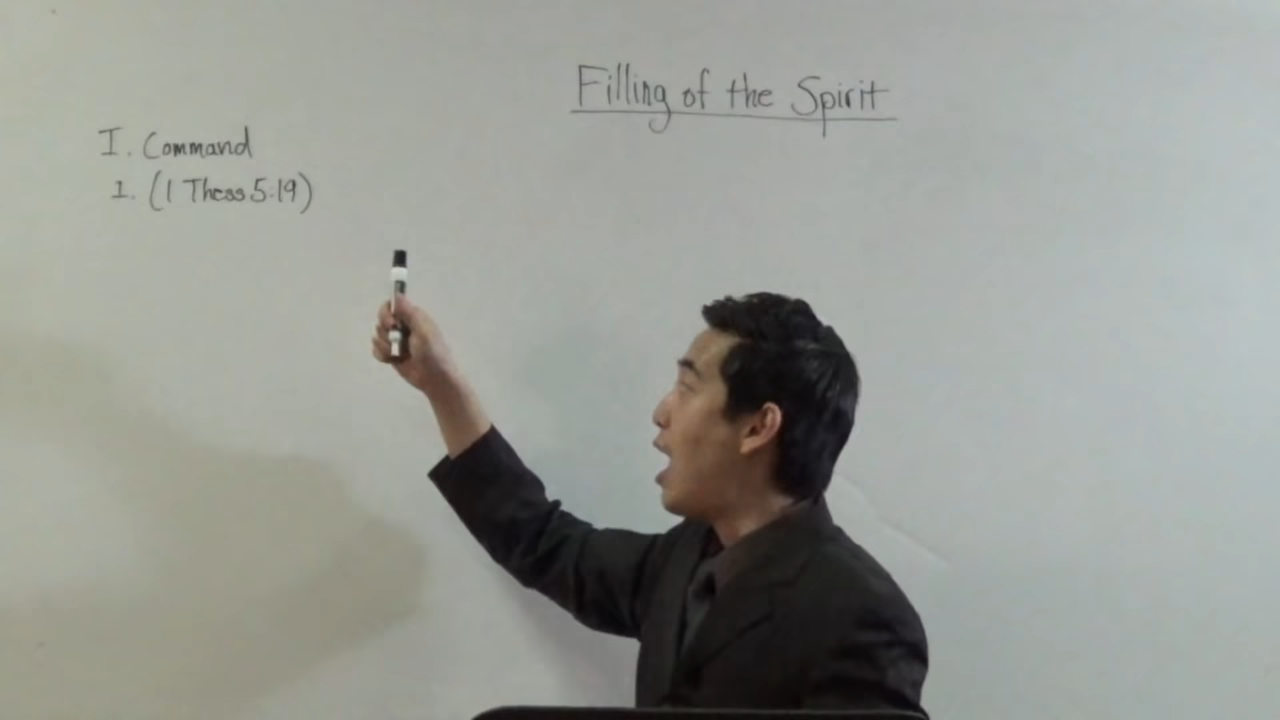 Filling of the Spirit
I. Command
1. (1 Thess 5:19)